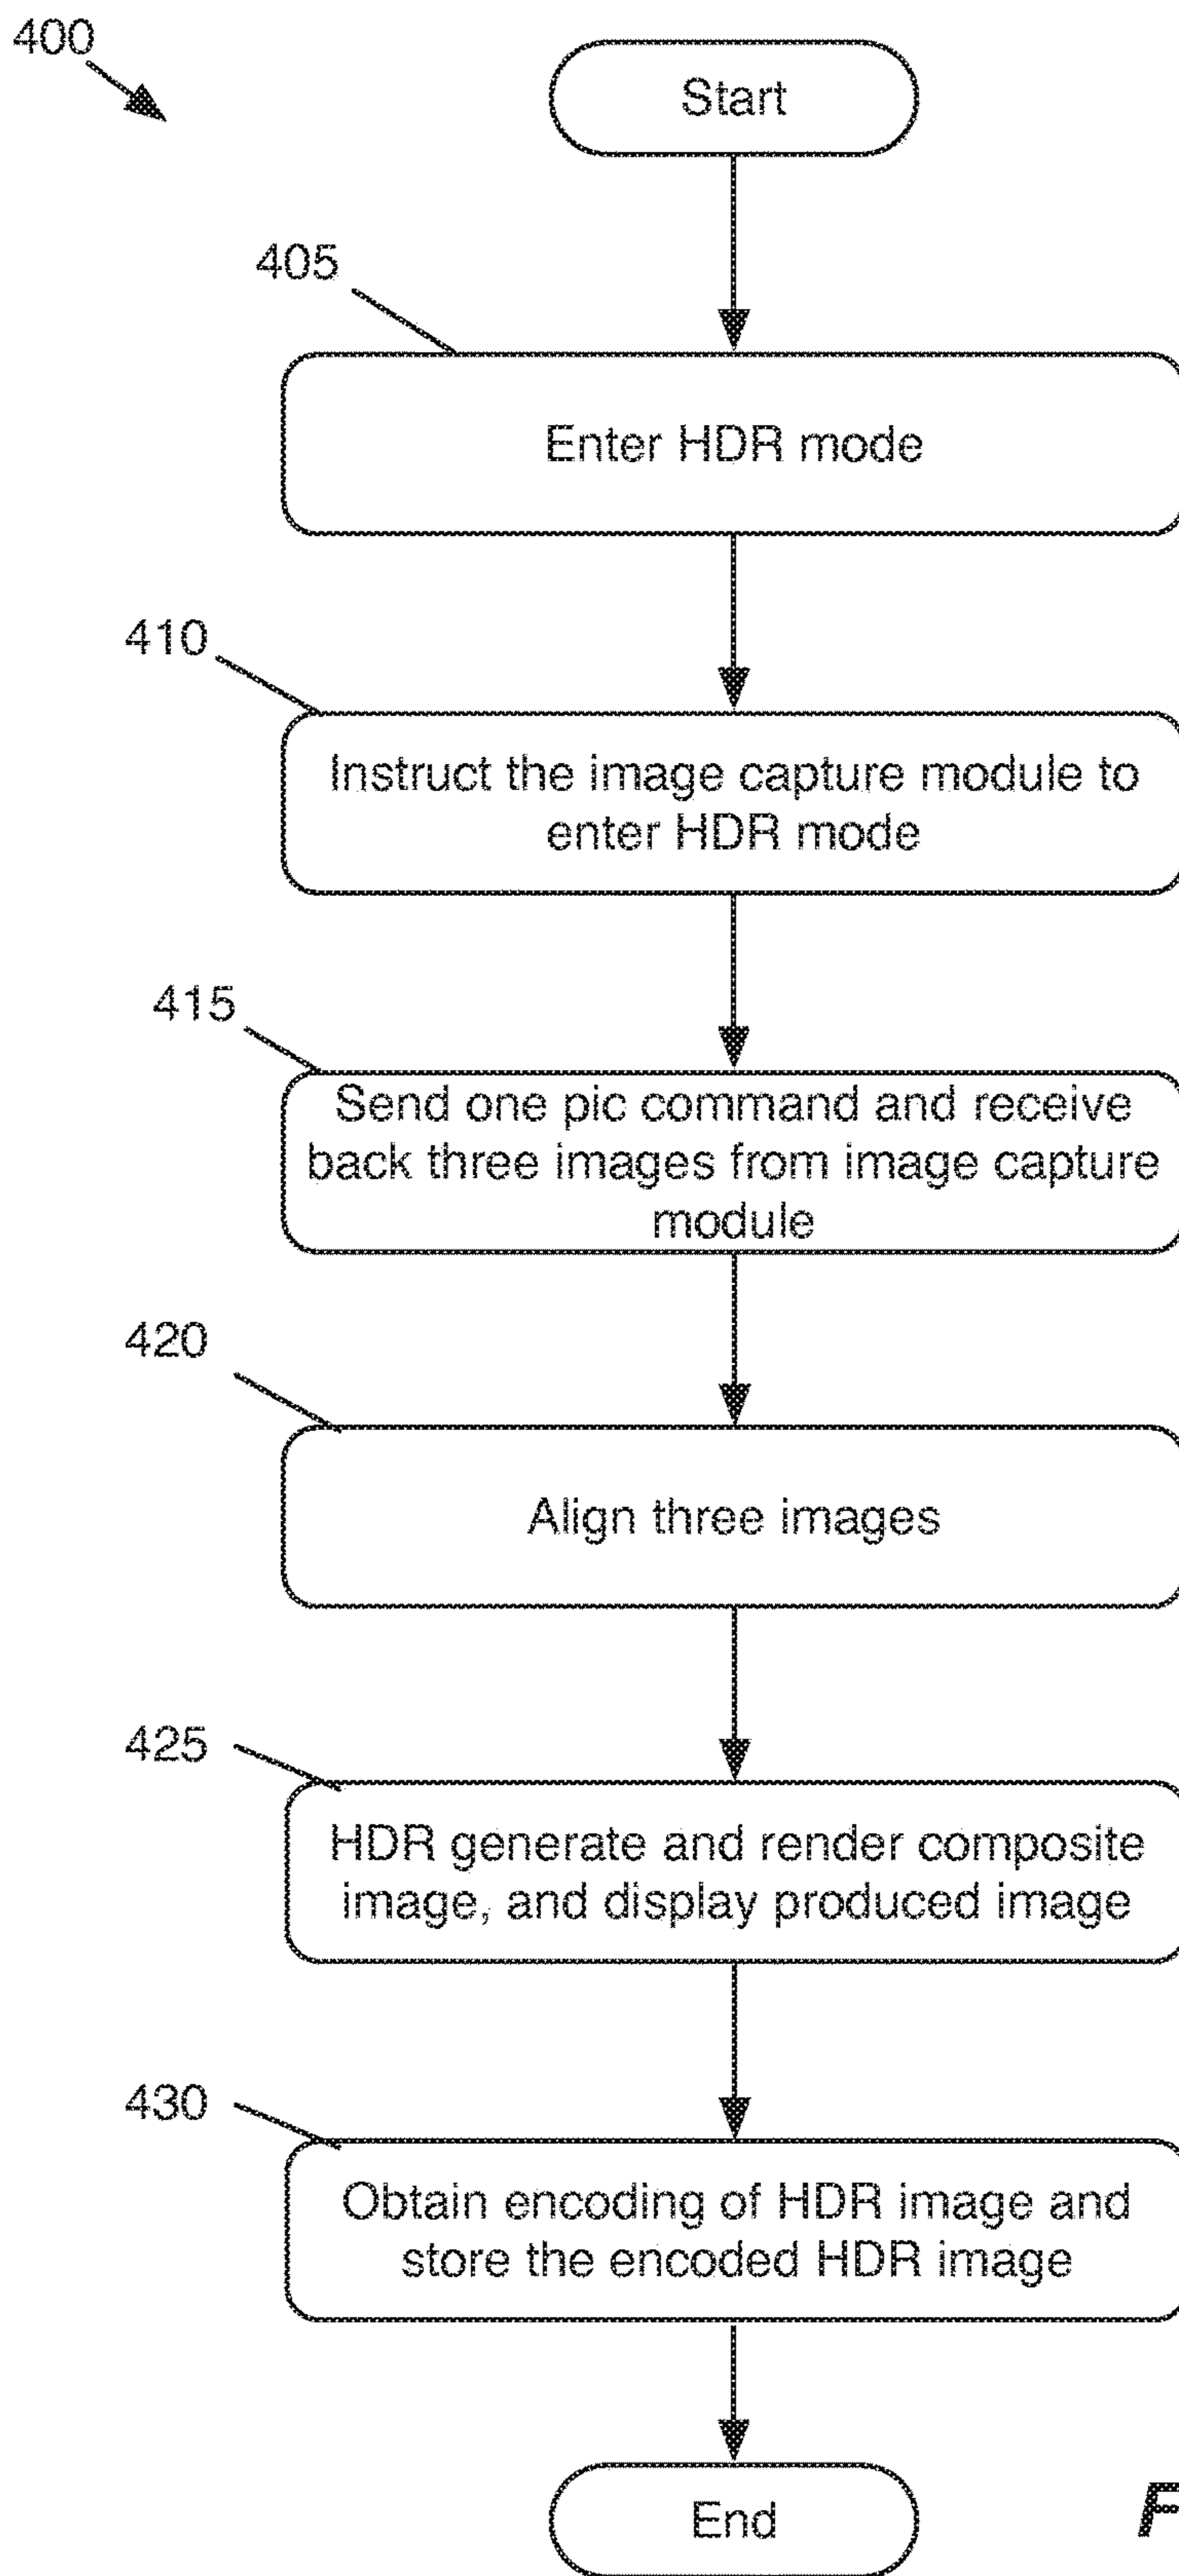 400
Start
405
Enter HDR mode
410
Instruct the image capture module to
enter HDR mode
415
Send one pic command and receive
back three images from image capture
module
420
Align three images
425
HDR generate and render composite
image, and display produced image
430
Obtain encoding of HDR image and
store the encoded HDR image
End
F